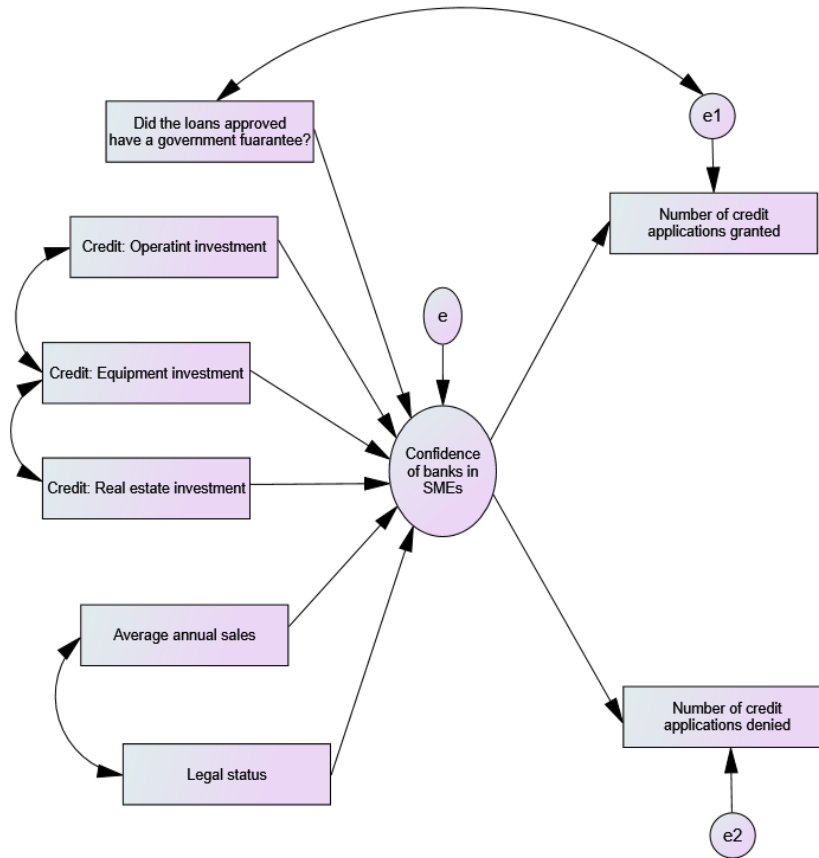 Did the loans approved
have a government fuarantee?
e1
Number of credit
applications granted
Credit: Operatint investment
e
Credit: Equipment investment
Confidence
of banks in
SMEs
Credit: Real estate investment
Average annual sales
Number of credit
applications denied
Legal status
e2